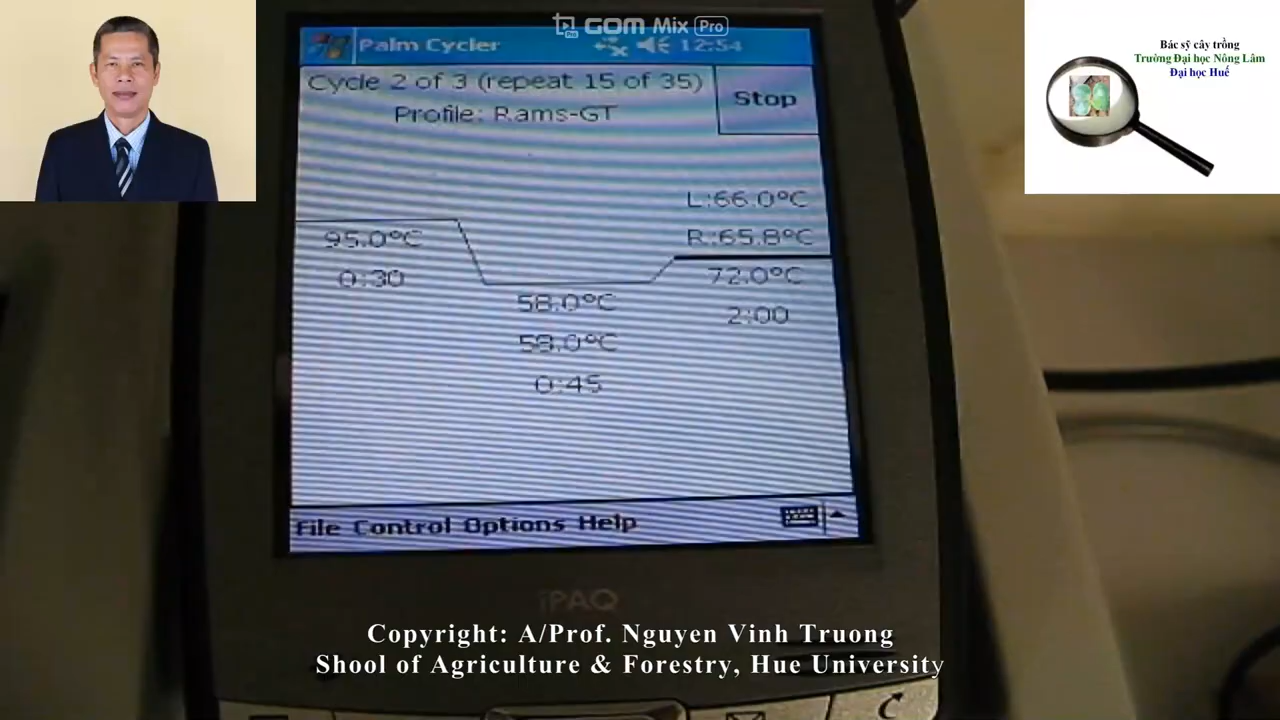 GOM Mix Pro
Palm Cycler 12:54
Cycle 2 of 3 (repeat 15 of 35)
Profile: Rams-GT
Stop
L:66.0°C
R:65.8°C
95.0°C
0:30
72.0°C
2:00
58.0°C
58.0°C
0:45
File Control Options Help
iPAQ
Bác sỹ cây trồng
Trường Đại học Nông Lâm
Đại học Huế
Copyright: A/Prof. Nguyen Vinh Truong
Shool of Agriculture & Forestry, Hue University